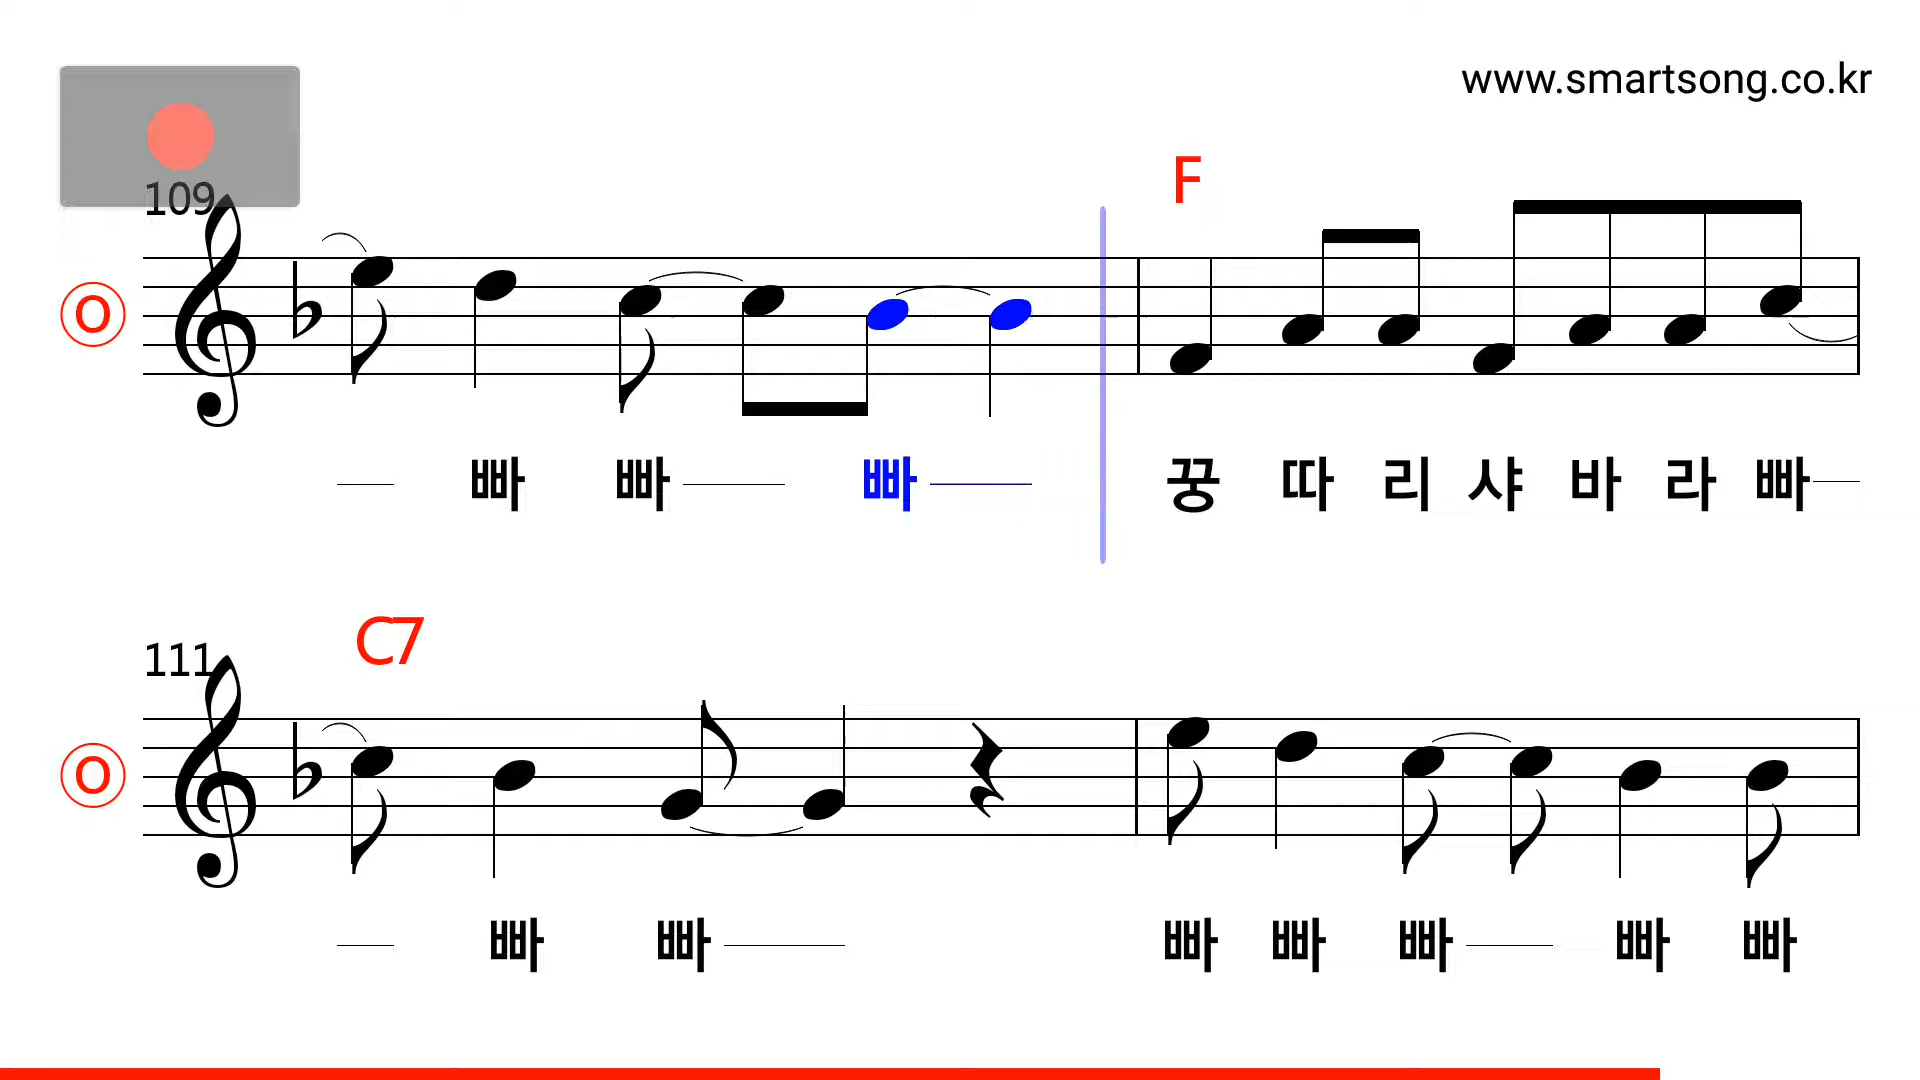 www.smartsong.co.kr
109
F
O
빠 빠 빠 꿍 따 리 샤 바 라 빠
C7
111
O
빠 빠 빠 빠 빠 빠 빠